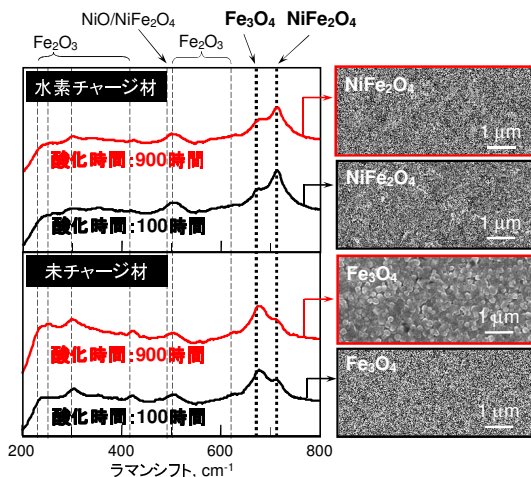 Fe₂O₃
NiO/NiFe₂O₄
Fe₂O₃
Fe₃O₄
NiFe₂O₄
水素チャージ材
酸化時間：900時間
酸化時間：100時間
NiFe₂O₄
1 μm
NiFe₂O₄
1 μm
未チャージ材
酸化時間：900時間
酸化時間：100時間
Fe₃O₄
1 μm
Fe₃O₄
1 μm
200 400 600 800
ラマンシフト, cm⁻¹